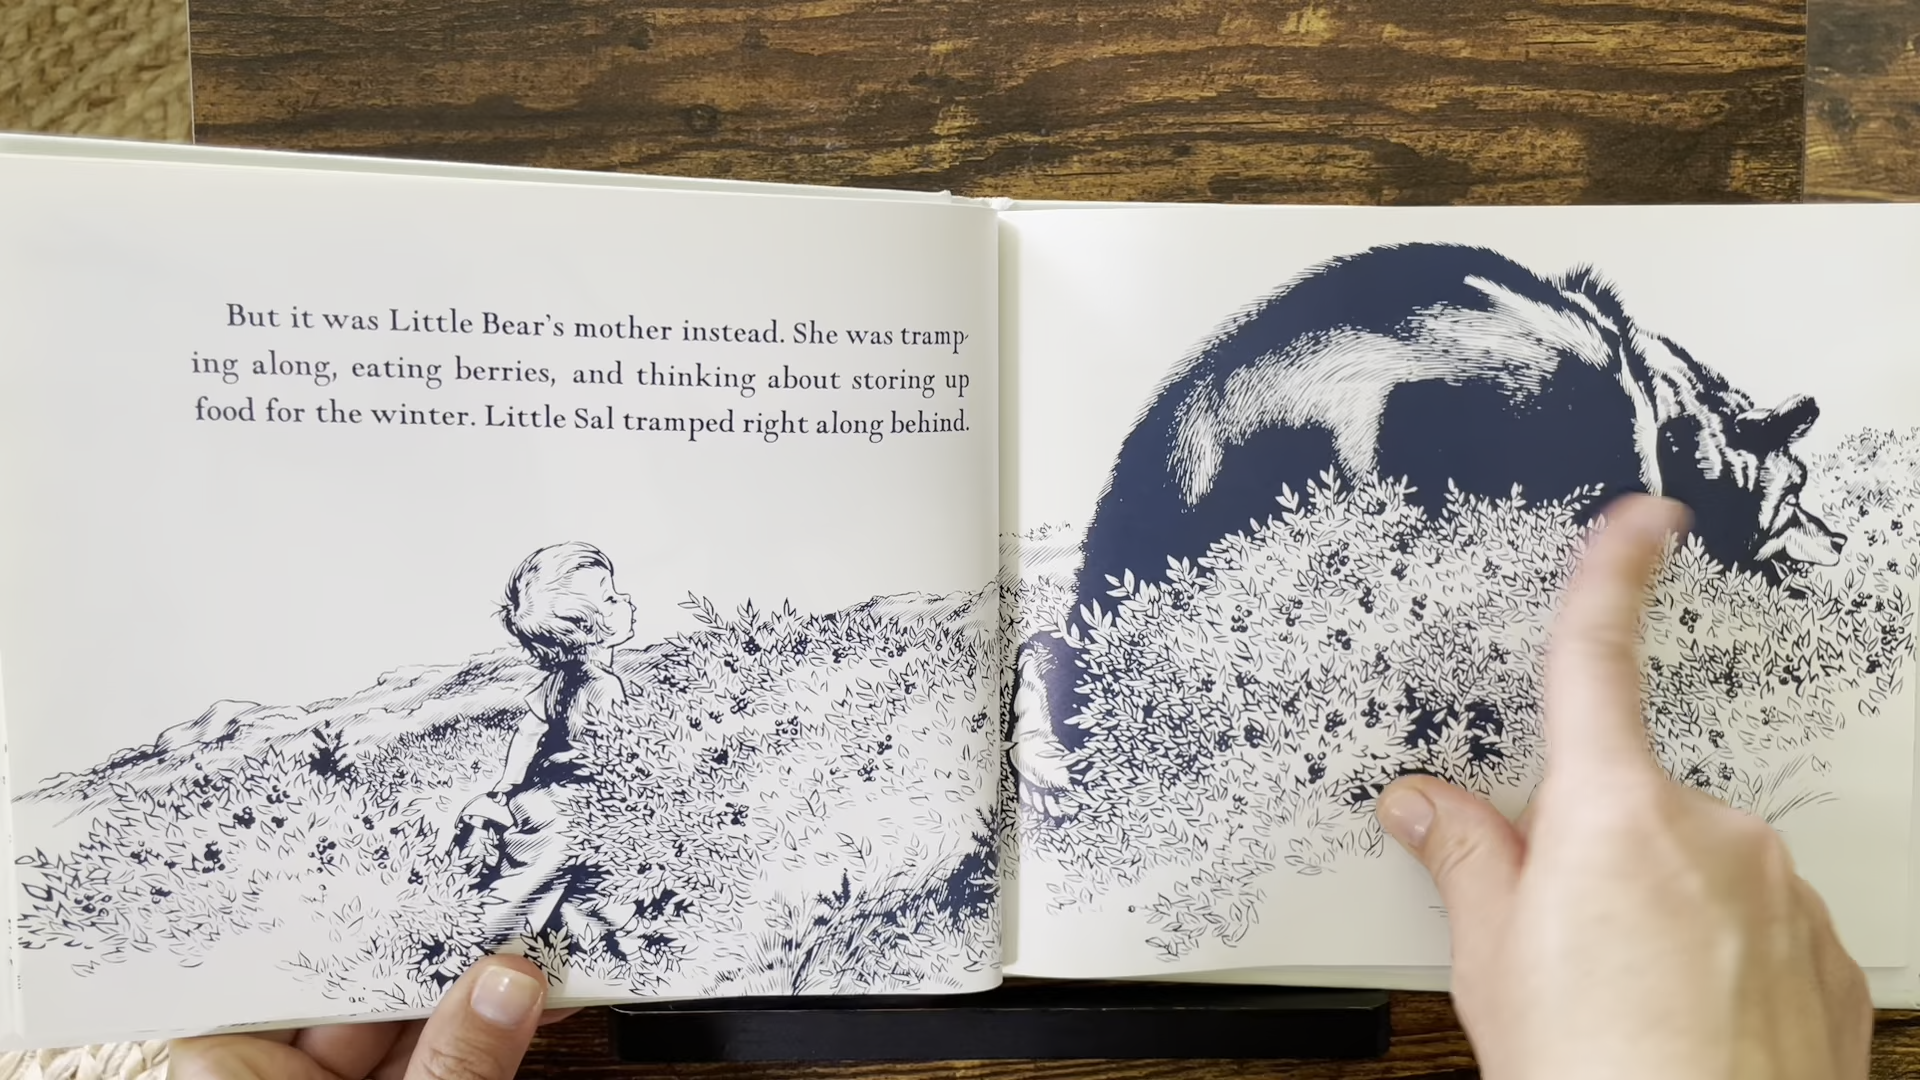 But it was Little Bear's mother instead. She was tramp-
ing along, eating berries, and thinking about storing up
food for the winter. Little Sal tramped right along behind.